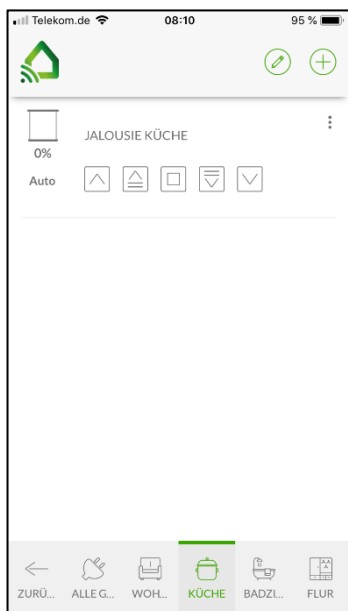 Telekom.de 08:10 95 %
JALOUSIE KÜCHE
0%
Auto
ZURÜ... ALLE G... WOH... KÜCHE BADZI... FLUR